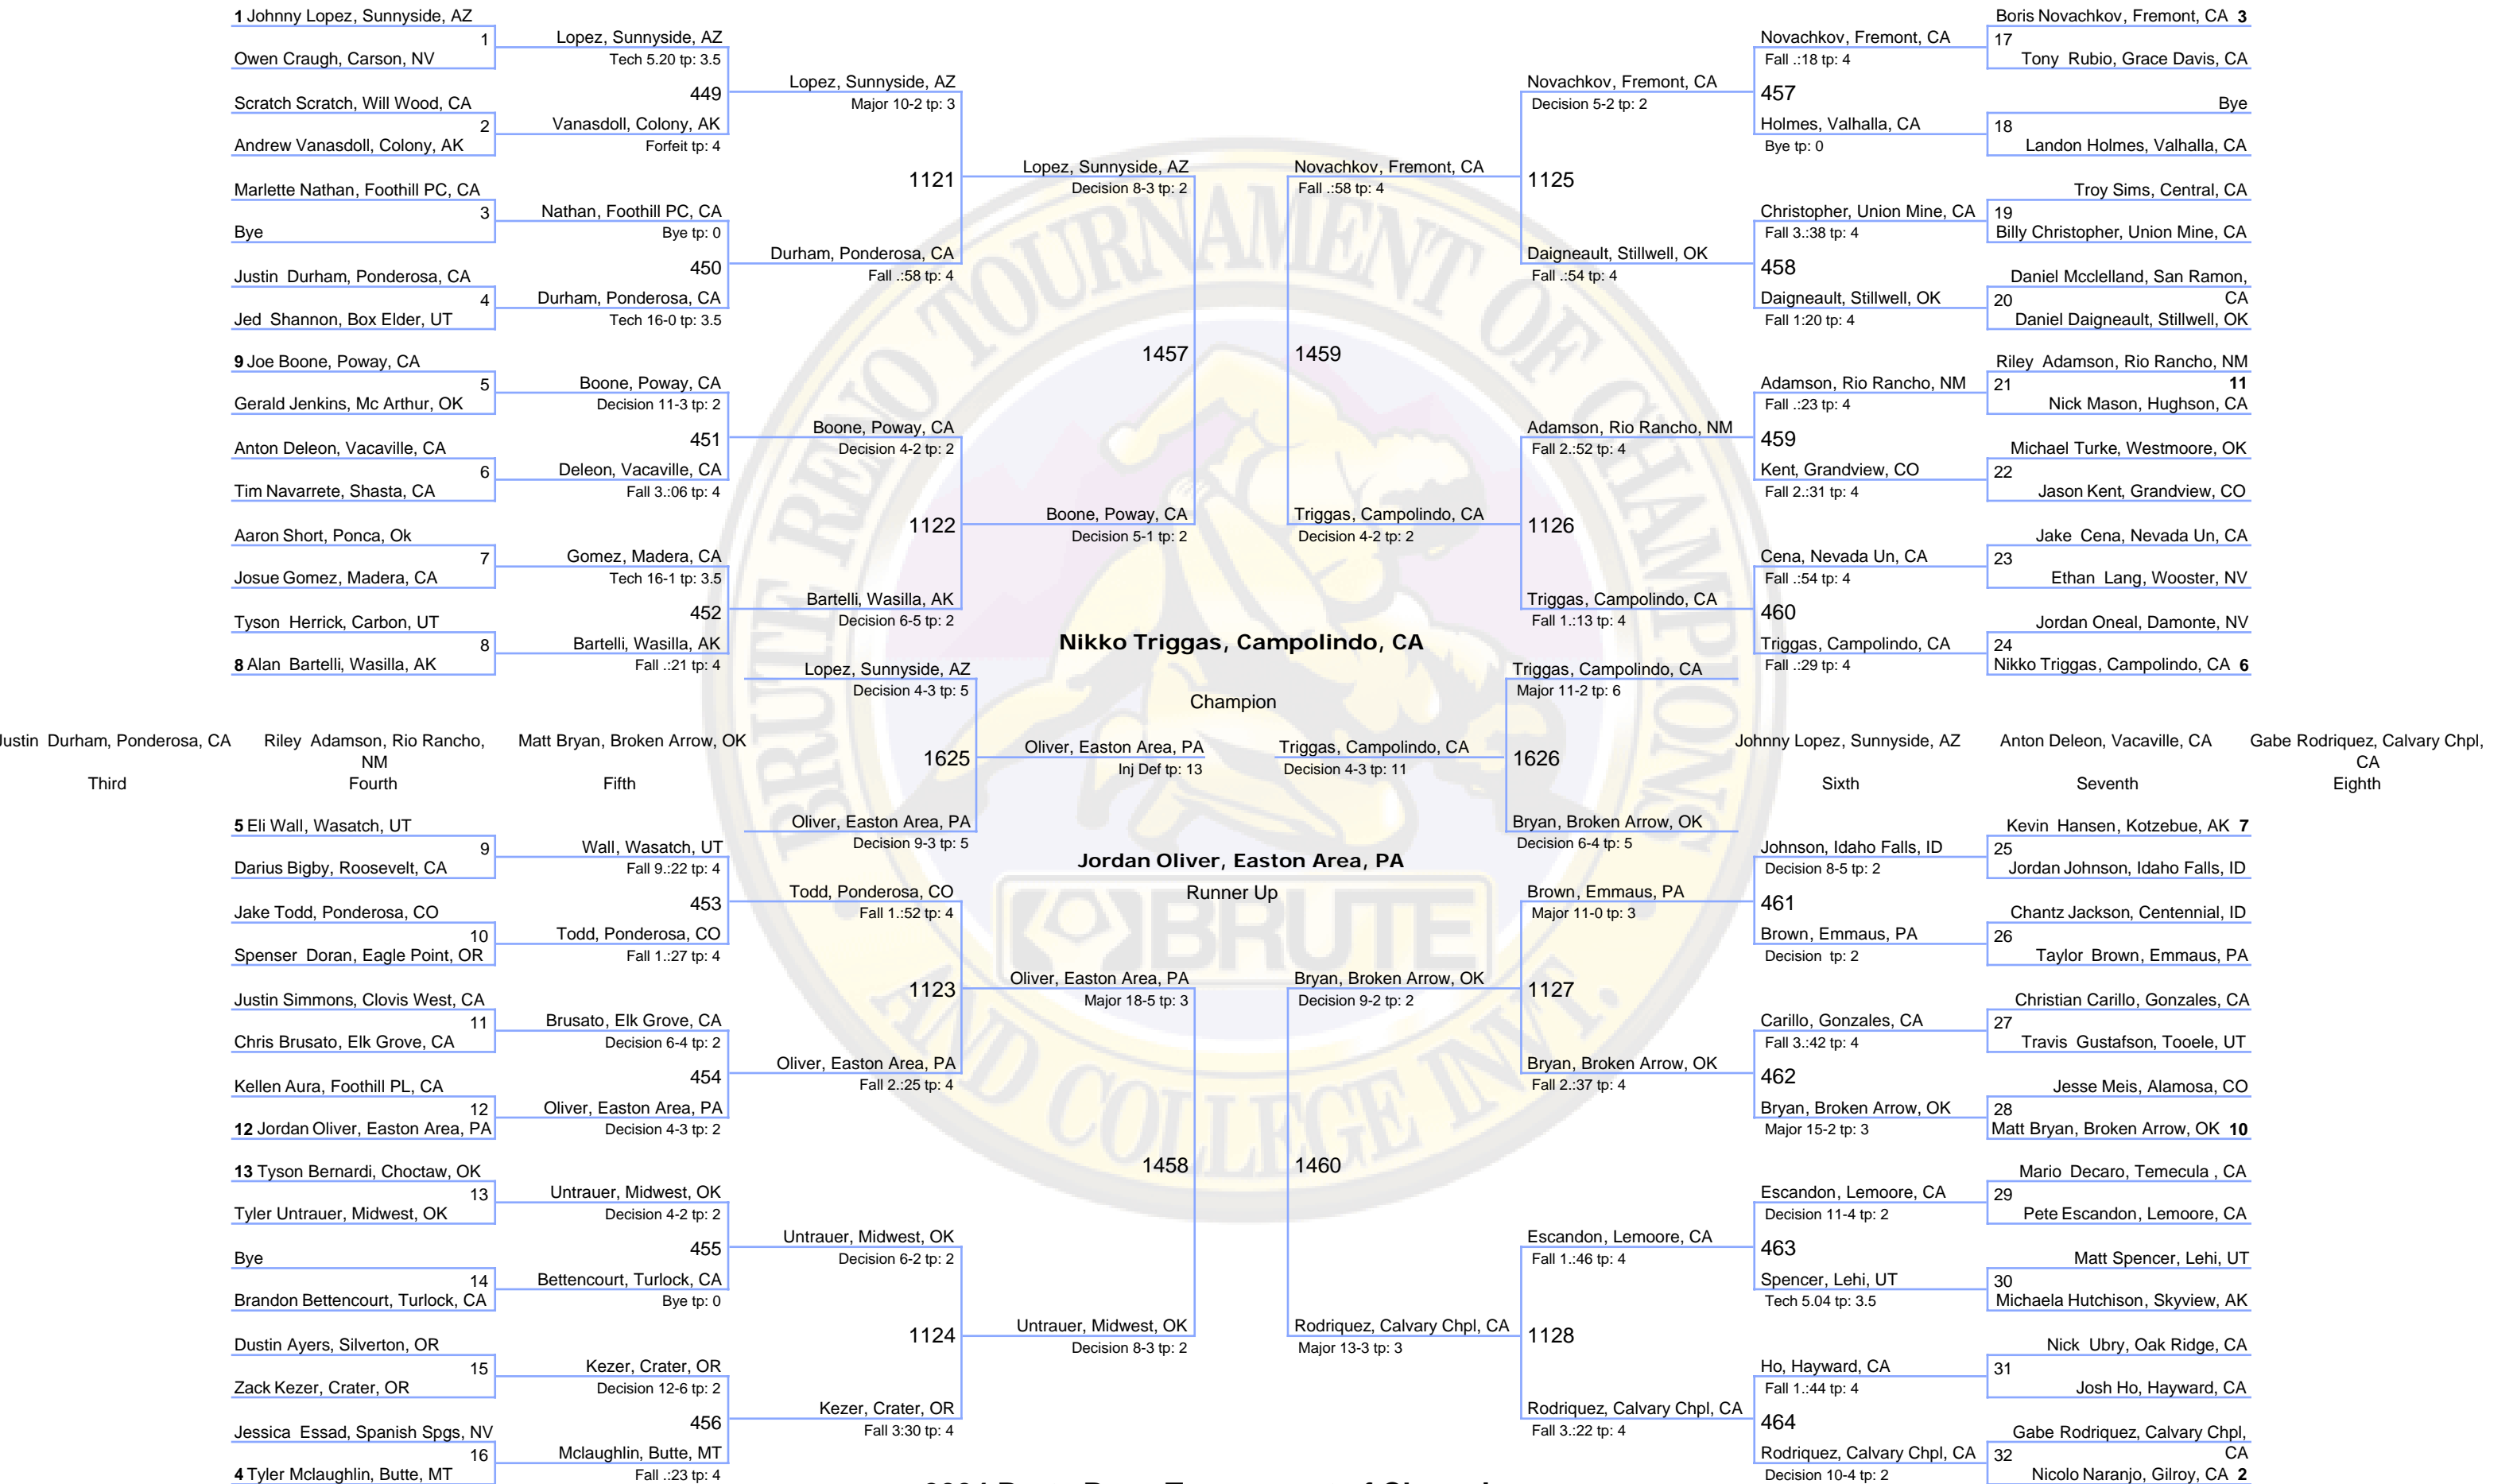 1 Johnny Lopez, Sunnyside, AZ
1
Owen Craugh, Carson, NV
Scratch Scratch, Will Wood, CA
2
Andrew Vanasdoll, Colony, AK
Marlette Nathan, Foothill PC, CA
3
Bye
Justin Durham, Ponderosa, CA
4
Jed Shannon, Box Elder, UT
9 Joe Boone, Poway, CA
5
Gerald Jenkins, Mc Arthur, OK
Anton Deleon, Vacaville, CA
6
Tim Navarrete, Shasta, CA
Aaron Short, Ponca, Ok
7
Josue Gomez, Madera, CA
Tyson Herrick, Carbon, UT
8
8 Alan Bartelli, Wasilla, AK
Lopez, Sunnyside, AZ
Tech 5.20 tp: 3.5
449
Vanasdoll, Colony, AK
Forfeit tp: 4
Nathan, Foothill PC, CA
Bye tp: 0
450
Durham, Ponderosa, CA
Tech 16-0 tp: 3.5
Boone, Poway, CA
Decision 11-3 tp: 2
451
Deleon, Vacaville, CA
Fall 3.:06 tp: 4
Gomez, Madera, CA
Tech 16-1 tp: 3.5
452
Bartelli, Wasilla, AK
Fall .:21 tp: 4
Lopez, Sunnyside, AZ
Major 10-2 tp: 3
1121
Durham, Ponderosa, CA
Fall .:58 tp: 4
Boone, Poway, CA
Decision 4-2 tp: 2
1122
Bartelli, Wasilla, AK
Decision 6-5 tp: 2
Lopez, Sunnyside, AZ
Decision 8-3 tp: 2
1457
Boone, Poway, CA
Decision 5-1 tp: 2
Novachkov, Fremont, CA
Fall .:58 tp: 4
1459
Triggas, Campolindo, CA
Decision 4-2 tp: 2
Novachkov, Fremont, CA
Decision 5-2 tp: 2
1125
Daigneault, Stillwell, OK
Fall .:54 tp: 4
Adamson, Rio Rancho, NM
Fall 2.:52 tp: 4
1126
Triggas, Campolindo, CA
Fall 1.:13 tp: 4
Novachkov, Fremont, CA
Fall .:18 tp: 4
457
Holmes, Valhalla, CA
Bye tp: 0
Christopher, Union Mine, CA
Fall 3.:38 tp: 4
458
Daigneault, Stillwell, OK
Fall 1:20 tp: 4
Adamson, Rio Rancho, NM
Fall .:23 tp: 4
459
Kent, Grandview, CO
Fall 2.:31 tp: 4
Cena, Nevada Un, CA
Fall .:54 tp: 4
460
Triggas, Campolindo, CA
Fall .:29 tp: 4
Boris Novachkov, Fremont, CA 3
17
Tony Rubio, Grace Davis, CA
Bye
18
Landon Holmes, Valhalla, CA
Troy Sims, Central, CA
19
Billy Christopher, Union Mine, CA
Daniel Mcclelland, San Ramon,
20 CA
Daniel Daigneault, Stillwell, OK
Riley Adamson, Rio Rancho, NM
21 11
Nick Mason, Hughson, CA
Michael Turke, Westmoore, OK
22
Jason Kent, Grandview, CO
Jake Cena, Nevada Un, CA
23
Ethan Lang, Wooster, NV
Jordan Oneal, Damonte, NV
24
Nikko Triggas, Campolindo, CA 6
Nikko Triggas, Campolindo, CA
Champion
Lopez, Sunnyside, AZ
Decision 4-3 tp: 5
1625
Oliver, Easton Area, PA
Decision 9-3 tp: 5
Oliver, Easton Area, PA
Inj Def tp: 13
Triggas, Campolindo, CA
Decision 4-3 tp: 11
Triggas, Campolindo, CA
Major 11-2 tp: 6
1626
Bryan, Broken Arrow, OK
Decision 6-4 tp: 5
Jordan Oliver, Easton Area, PA
Runner Up
Justin Durham, Ponderosa, CA
Third
Riley Adamson, Rio Rancho,
NM
Fourth
Matt Bryan, Broken Arrow, OK
Fifth
Johnny Lopez, Sunnyside, AZ
Sixth
Anton Deleon, Vacaville, CA
Seventh
Gabe Rodriquez, Calvary Chpl,
CA
Eighth
5 Eli Wall, Wasatch, UT
9
Darius Bigby, Roosevelt, CA
Jake Todd, Ponderosa, CO
10
Spenser Doran, Eagle Point, OR
Justin Simmons, Clovis West, CA
11
Chris Brusato, Elk Grove, CA
Kellen Aura, Foothill PL, CA
12
12 Jordan Oliver, Easton Area, PA
13 Tyson Bernardi, Choctaw, OK
13
Tyler Untrauer, Midwest, OK
Bye
14
Brandon Bettencourt, Turlock, CA
Dustin Ayers, Silverton, OR
15
Zack Kezer, Crater, OR
Jessica Essad, Spanish Spgs, NV
16
4 Tyler Mclaughlin, Butte, MT
Wall, Wasatch, UT
Fall 9.:22 tp: 4
453
Todd, Ponderosa, CO
Fall 1.:27 tp: 4
Brusato, Elk Grove, CA
Decision 6-4 tp: 2
454
Oliver, Easton Area, PA
Decision 4-3 tp: 2
Untrauer, Midwest, OK
Decision 4-2 tp: 2
455
Bettencourt, Turlock, CA
Bye tp: 0
Kezer, Crater, OR
Decision 12-6 tp: 2
456
Mclaughlin, Butte, MT
Fall .:23 tp: 4
Todd, Ponderosa, CO
Fall 1.:52 tp: 4
1123
Oliver, Easton Area, PA
Fall 2.:25 tp: 4
Untrauer, Midwest, OK
Decision 6-2 tp: 2
1124
Kezer, Crater, OR
Fall 3:30 tp: 4
Oliver, Easton Area, PA
Major 18-5 tp: 3
1458
Untrauer, Midwest, OK
Decision 8-3 tp: 2
Bryan, Broken Arrow, OK
Decision 9-2 tp: 2
1460
Rodriquez, Calvary Chpl, CA
Major 13-3 tp: 3
Brown, Emmaus, PA
Major 11-0 tp: 3
1127
Bryan, Broken Arrow, OK
Fall 2.:37 tp: 4
Escandon, Lemoore, CA
Fall 1.:46 tp: 4
1128
Rodriquez, Calvary Chpl, CA
Fall 3.:22 tp: 4
Johnson, Idaho Falls, ID
Decision 8-5 tp: 2
461
Brown, Emmaus, PA
Decision tp: 2
Carillo, Gonzales, CA
Fall 3.:42 tp: 4
462
Bryan, Broken Arrow, OK
Major 15-2 tp: 3
Escandon, Lemoore, CA
Decision 11-4 tp: 2
463
Spencer, Lehi, UT
Tech 5.04 tp: 3.5
Ho, Hayward, CA
Fall 1.:44 tp: 4
464
Rodriquez, Calvary Chpl, CA
Decision 10-4 tp: 2
Kevin Hansen, Kotzebue, AK 7
25
Jordan Johnson, Idaho Falls, ID
Chantz Jackson, Centennial, ID
26
Taylor Brown, Emmaus, PA
Christian Carillo, Gonzales, CA
27
Travis Gustafson, Tooele, UT
Jesse Meis, Alamosa, CO
28
Matt Bryan, Broken Arrow, OK 10
Mario Decaro, Temecula , CA
29
Pete Escandon, Lemoore, CA
Matt Spencer, Lehi, UT
30
Michaela Hutchison, Skyview, AK
Nick Ubry, Oak Ridge, CA
31
Josh Ho, Hayward, CA
Gabe Rodriquez, Calvary Chpl,
32 CA
Nicolo Naranjo, Gilroy, CA 2
BRUTE RENO TOURNAMENT OF CHAMPIONS
AND COLLEGE INVT.
BRUTE